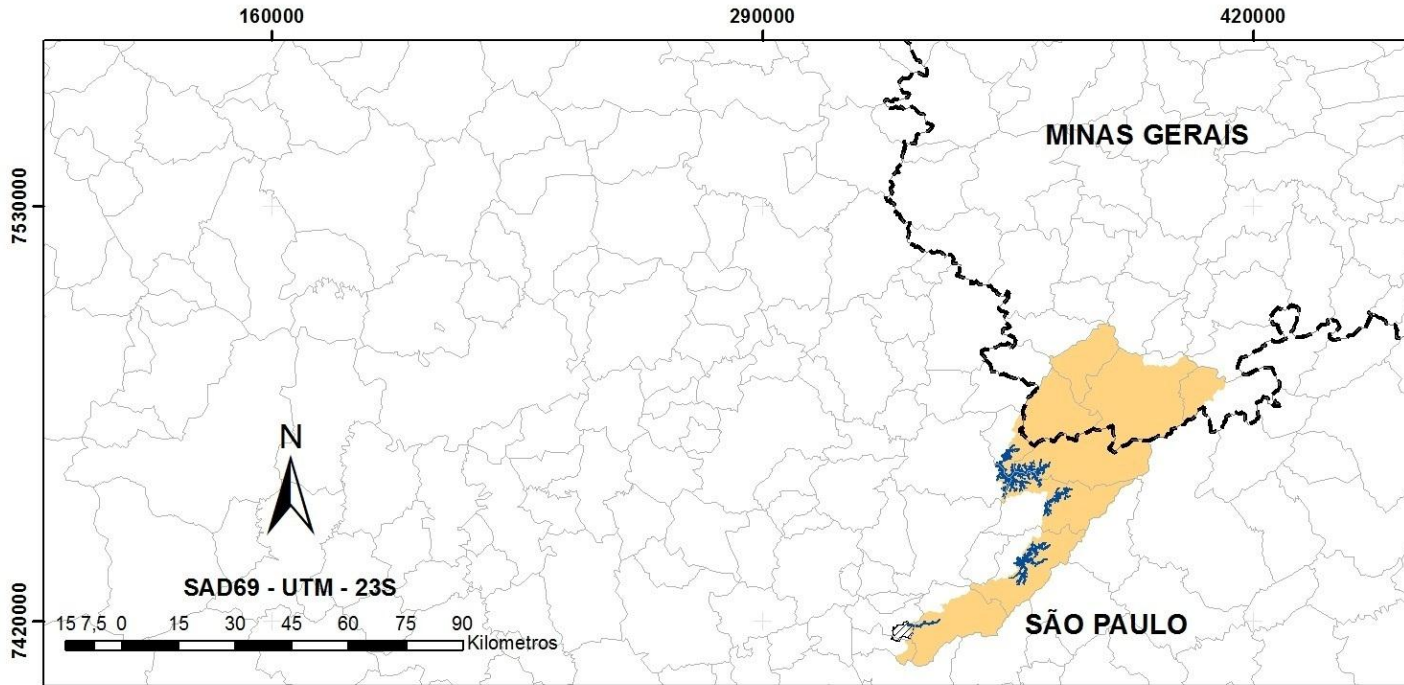 160000 290000 420000
MINAS GERAIS
7530000
N
SAD69 - UTM - 23S
15 7,5 0 15 30 45 60 75 90
Kilometros
SÃO PAULO
7420000